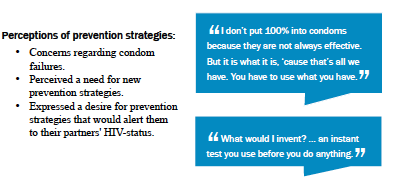 Perceptions of prevention strategies:
• Concerns regarding condom
failures.
• Perceived a need for new
prevention strategies.
• Expressed a desire for prevention
strategies that would alert them
to their partners' HIV-status.
“I don't put 100% into condoms
because they are not always effective.
But it is what it is, 'cause that's all we
have. You have to use what you have.”
“What would I invent? ... an instant
test you use before you do anything.”